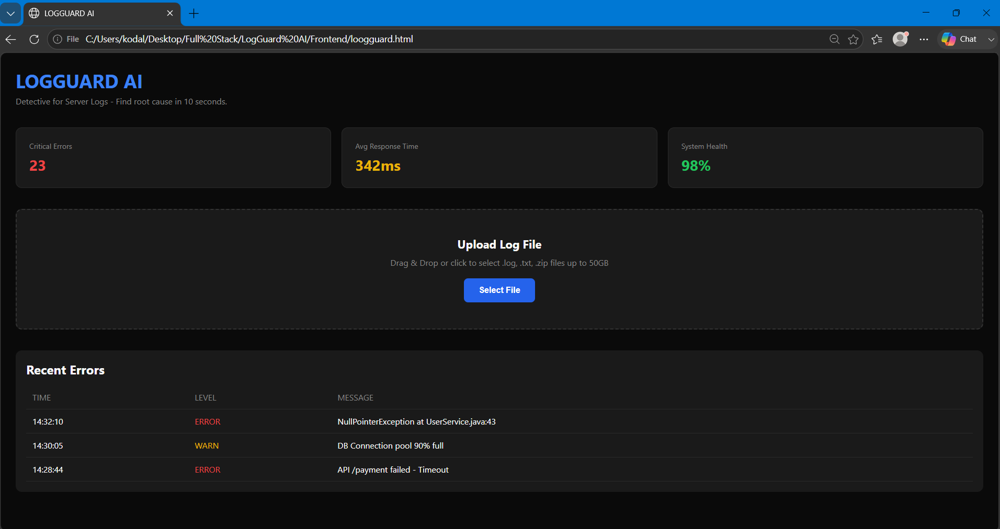 LOGGUARD AI
File C:/Users/kodal/Desktop/Full%20Stack/LogGuard%20AI/Frontend/loogguard.html
Chat
LOGGUARD AI
Detective for Server Logs - Find root cause in 10 seconds.
Critical Errors
23
Avg Response Time
342ms
System Health
98%
Upload Log File
Drag & Drop or click to select .log, .txt, .zip files up to 50GB
Select File
Recent Errors
TIME LEVEL MESSAGE
14:32:10 ERROR NullPointerException at UserService.java:43
14:30:05 WARN DB Connection pool 90% full
14:28:44 ERROR API /payment failed - Timeout